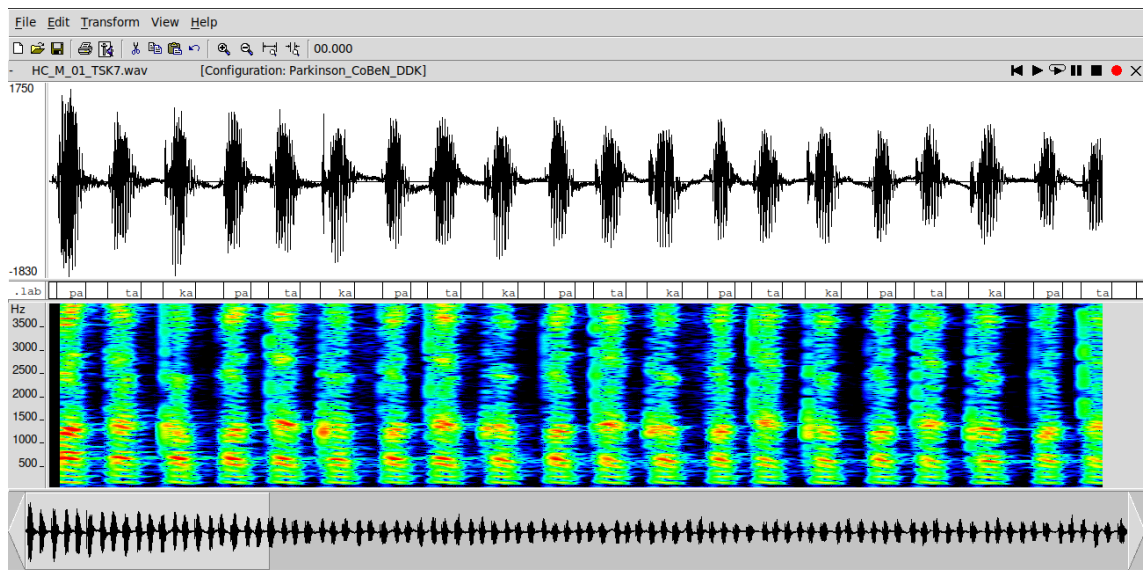 File Edit Transform View Help
00.000
- HC_M_01_TSK7.wav [Configuration: Parkinson_CoBeN_DDK]
1750
-1830
.lab pa ta ka pa ta ka pa ta ka pa ta ka pa ta ka pa ta ka pa ta
Hz
3500
3000
2500
2000
1500
1000
500